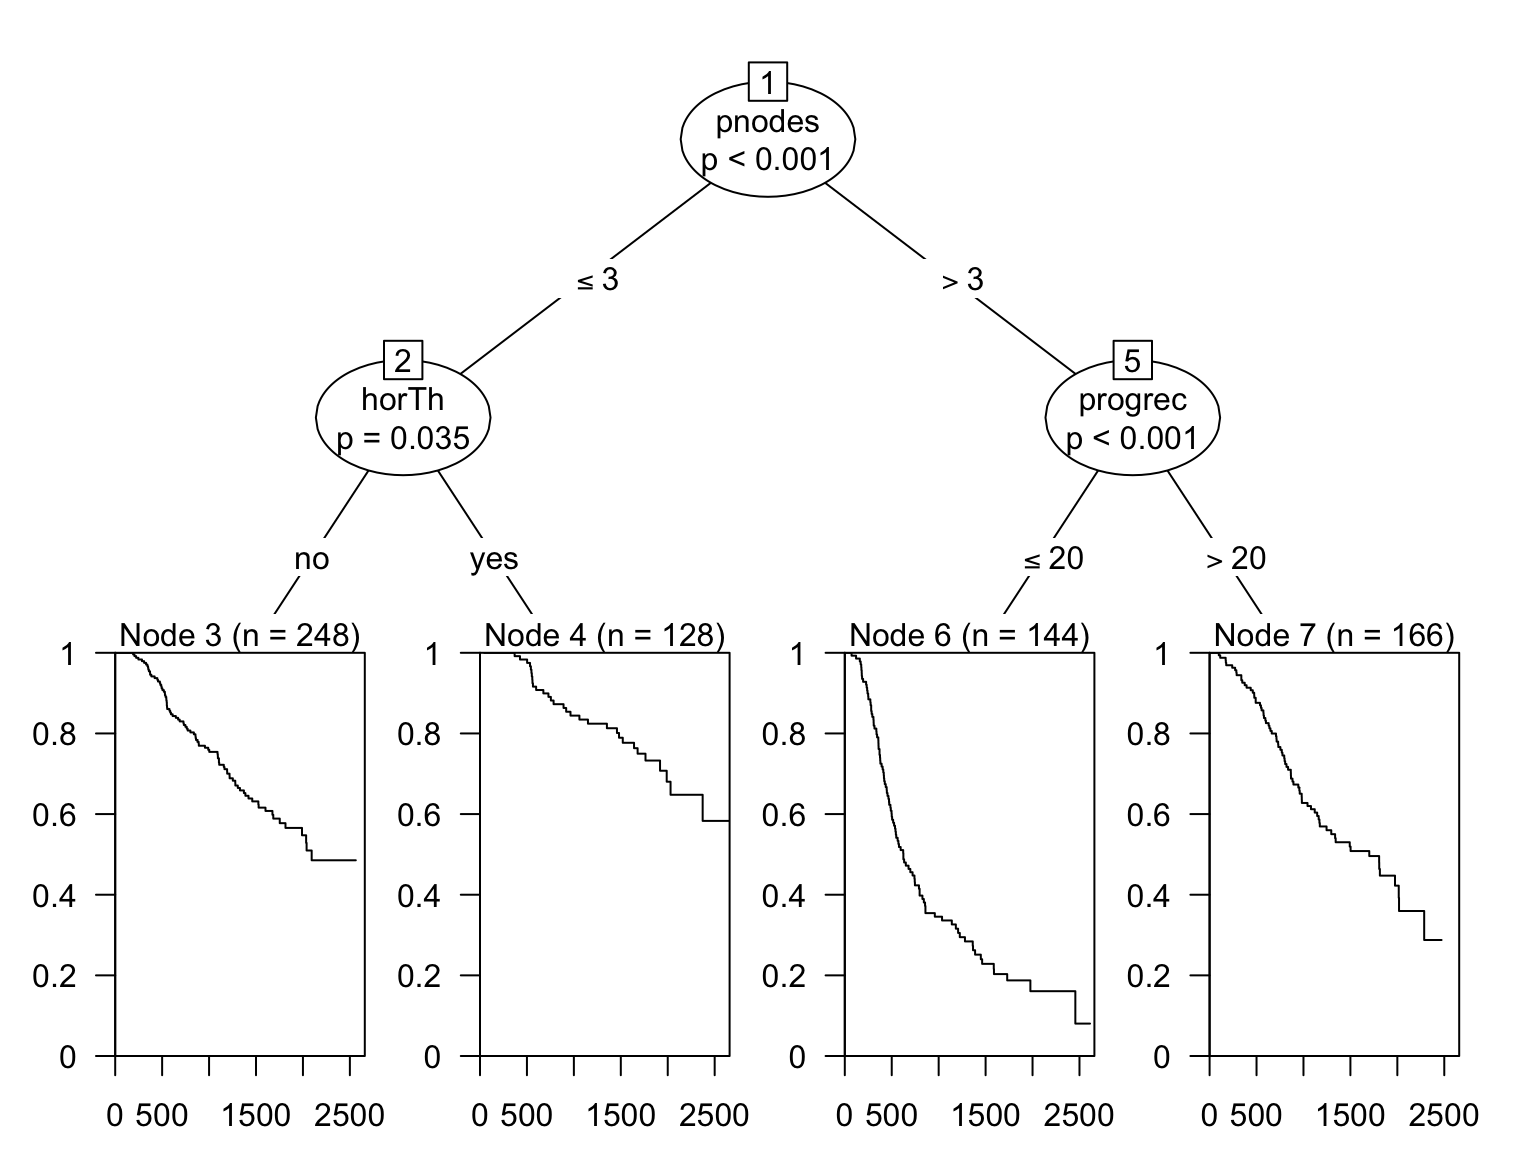 1
pnodes
p < 0.001
≤ 3
> 3
2
horTh
p = 0.035
5
progrec
p < 0.001
no
yes
≤ 20
> 20
Node 3 (n = 248)
1
0.8
0.6
0.4
0.2
0
0 500 1500 2500
Node 4 (n = 128)
1
0.8
0.6
0.4
0.2
0
0 500 1500 2500
Node 6 (n = 144)
1
0.8
0.6
0.4
0.2
0
0 500 1500 2500
Node 7 (n = 166)
1
0.8
0.6
0.4
0.2
0
0 500 1500 2500